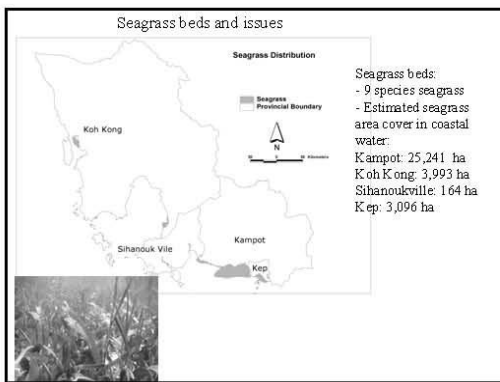 Seagrass beds and issues
Seagrass Distribution
Seagrass
Provincial Boundary
N
Kilometers
Koh Kong
Sihanouk Vile
Kampot
Kep
Seagrass beds:
- 9 species seagrass
- Estimated seagrass
area cover in coastal
water:
Kampot: 25,241 ha
Koh Kong: 3,993 ha
Sihanoukville: 164 ha
Kep: 3,096 ha